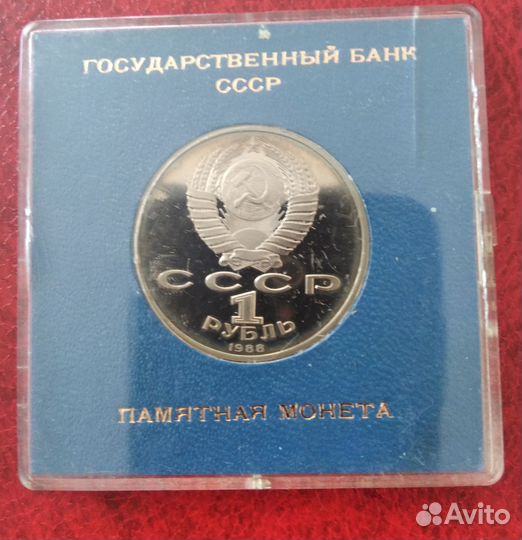 ГОСУДАРСТВЕННЫЙ БАНК
СССР
СССР
1
РУБЛЬ
1988
ПАМЯТНАЯ МОНЕТА
Avito